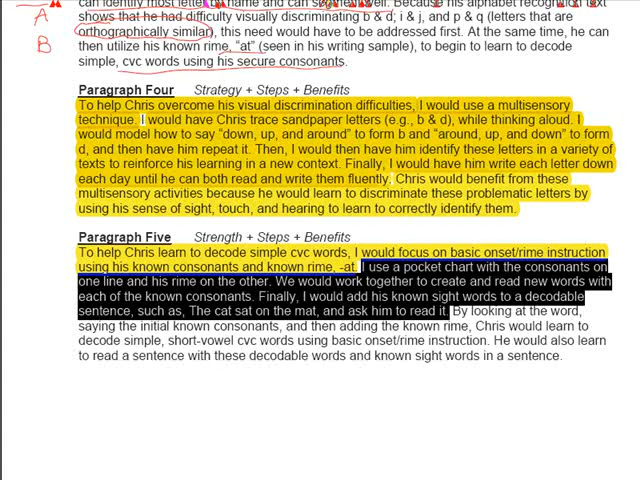 can identify most letter name and can well. Because his alphabet recognition text
A shows that he had difficulty visually discriminating b & d; i & j, and p & q (letters that are
orthographically similar), this need would have to be addressed first. At the same time, he can
B then utilize his known rime, “at” (seen in his writing sample), to begin to learn to decode
simple, cvc words using his secure consonants.
Paragraph Four Strategy + Steps + Benefits
To help Chris overcome his visual discrimination difficulties, I would use a multisensory
technique. I would have Chris trace sandpaper letters (e.g., b & d), while thinking aloud. I
would model how to say “down, up, and around” to form b and “around, up, and down” to form
d, and then have him repeat it. Then, I would then have him identify these letters in a variety of
texts to reinforce his learning in a new context. Finally, I would have him write each letter down
each day until he can both read and write them fluently. Chris would benefit from these
multisensory activities because he would learn to discriminate these problematic letters by
using his sense of sight, touch, and hearing to learn to correctly identify them.
Paragraph Five Strength + Steps + Benefits
To help Chris learn to decode simple cvc words, I would focus on basic onset/rime instruction
using his known consonants and known rime, -at. I use a pocket chart with the consonants on
one line and his rime on the other. We would work together to create and read new words with
each of the known consonants. Finally, I would add his known sight words to a decodable
sentence, such as, The cat sat on the mat, and ask him to read it. By looking at the word,
saying the initial known consonants, and then adding the known rime, Chris would learn to
decode simple, short-vowel cvc words using basic onset/rime instruction. He would also learn
to read a sentence with these decodable words and known sight words in a sentence.